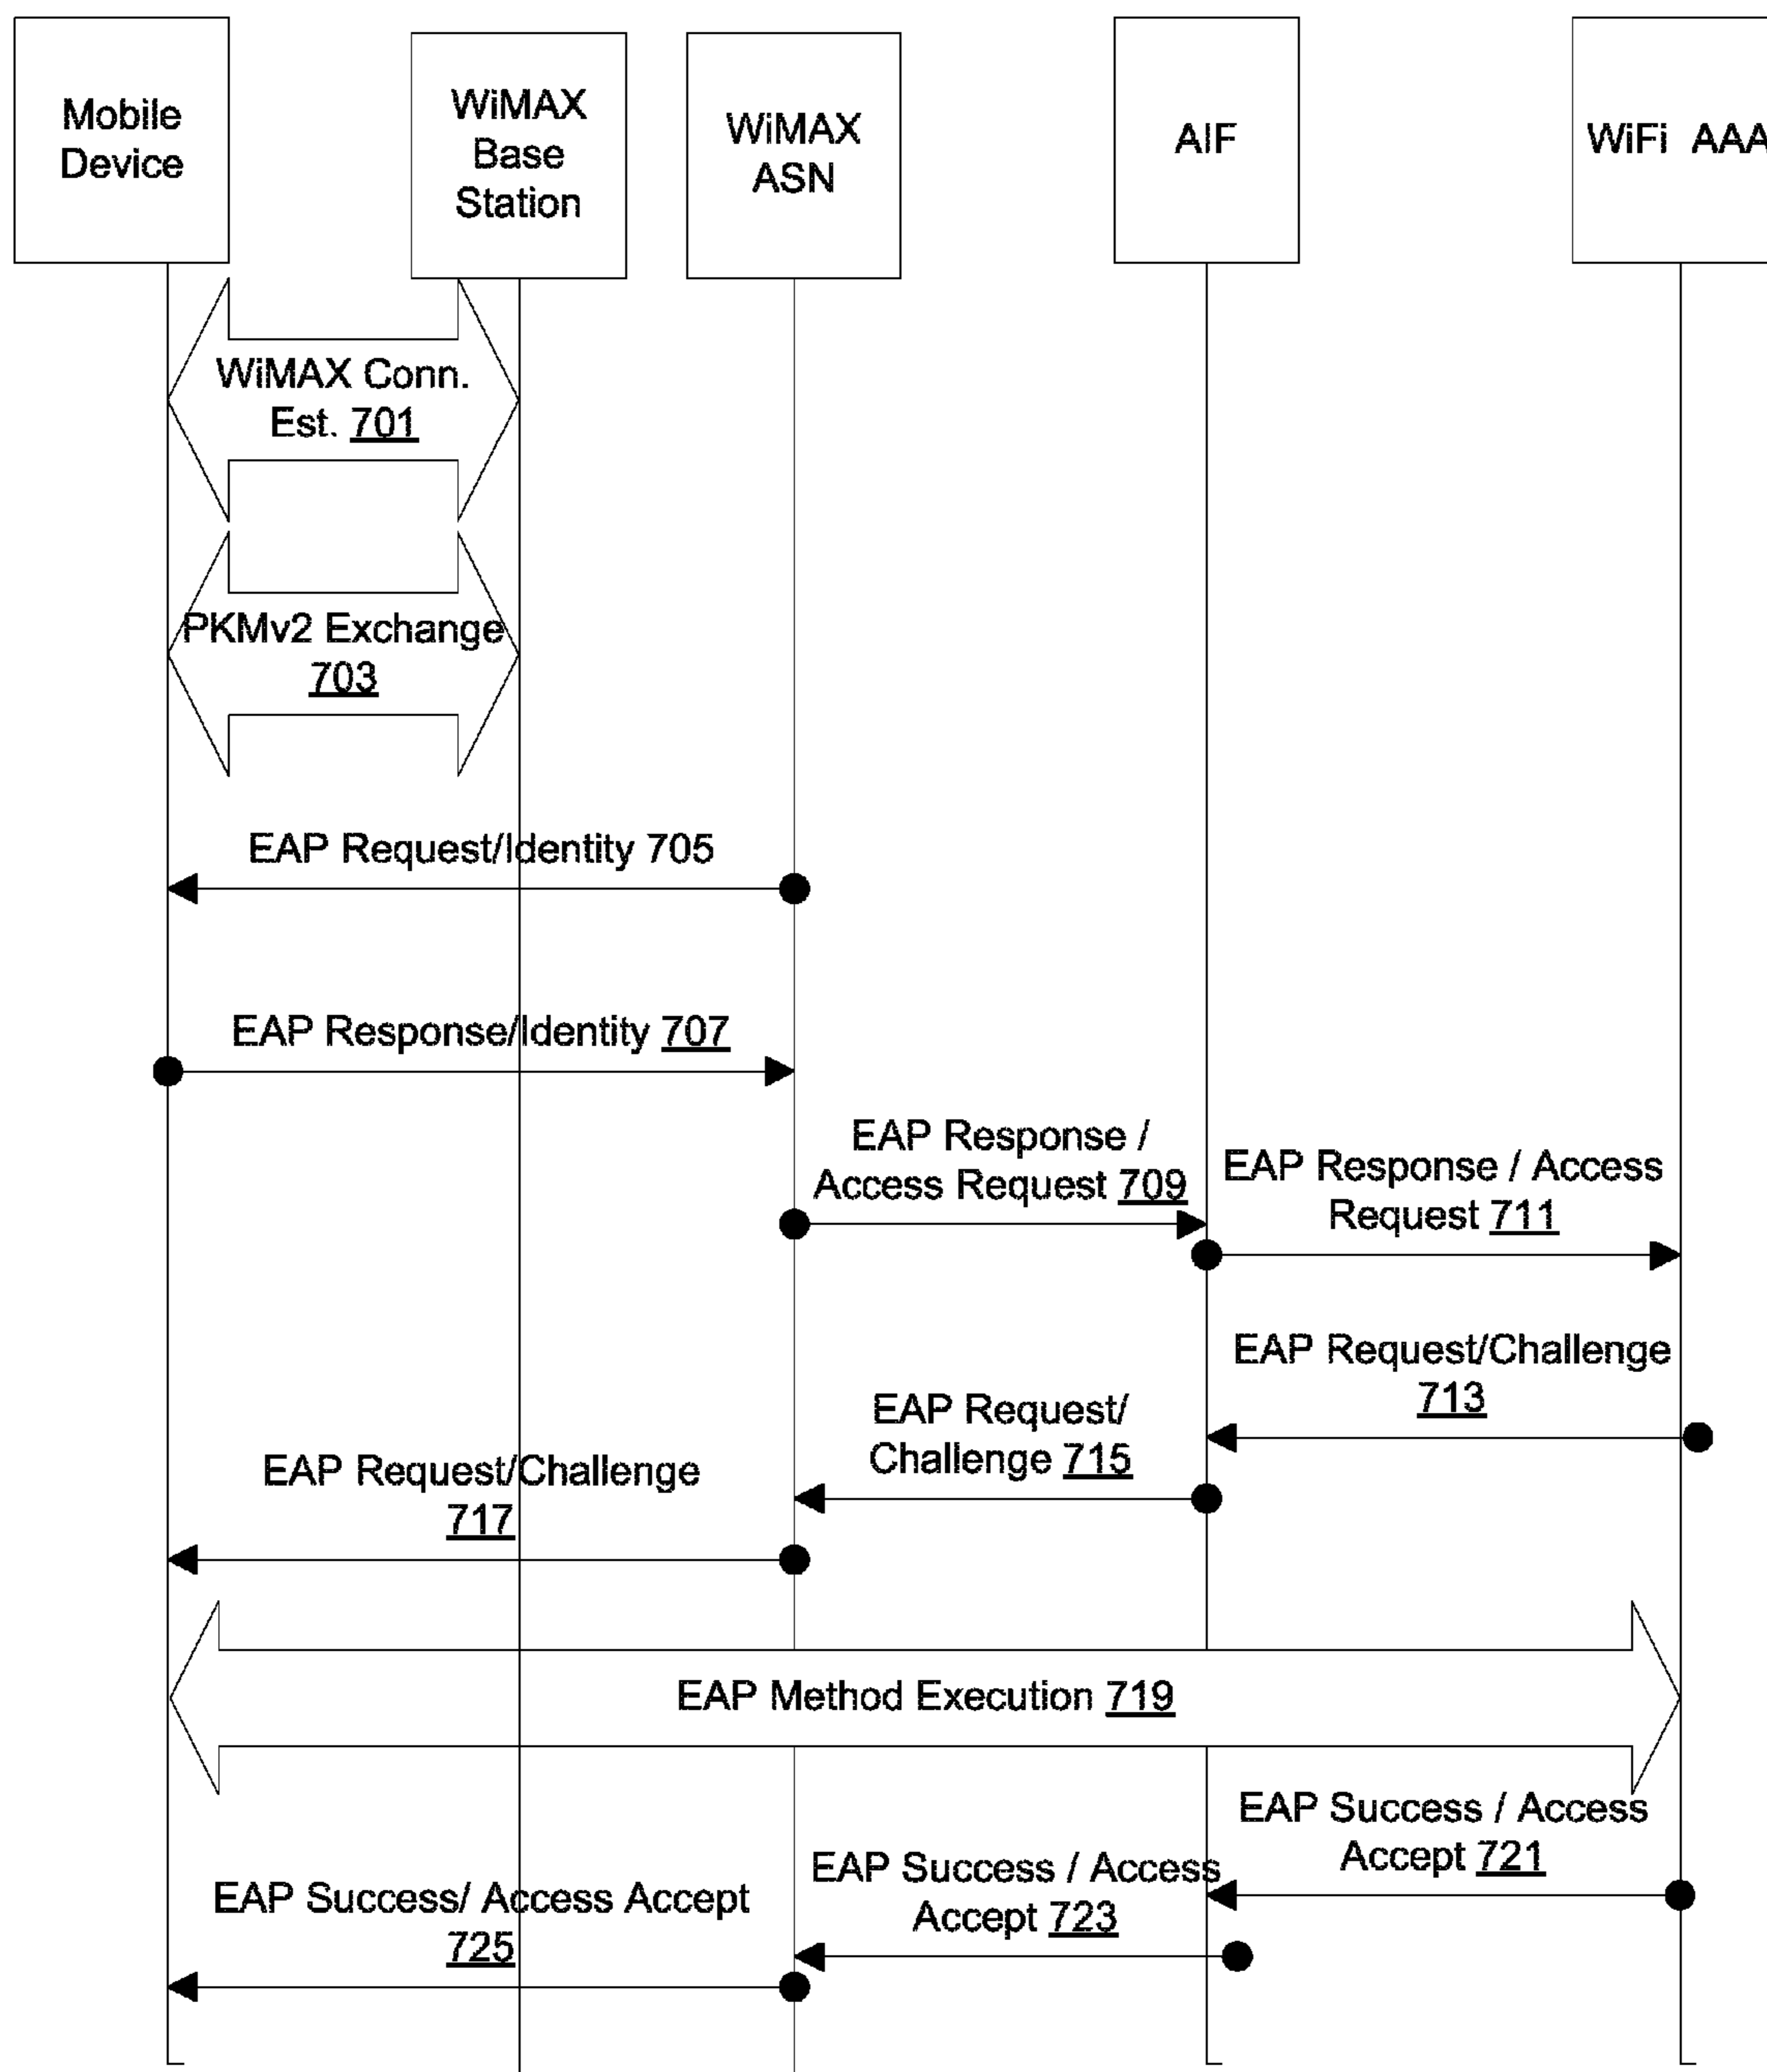 Mobile
Device
WiMAX
Base
Station
WiMAX
ASN
AIF
WiFi AAA
WiMAX Conn.
Est. 701
PKMv2 Exchange
703
EAP Request/Identity 705
EAP Response/Identity 707
EAP Response /
Access Request 709
EAP Response / Access
Request 711
EAP Request/Challenge
713
EAP Request/
Challenge 715
EAP Request/Challenge
717
EAP Method Execution 719
EAP Success / Access
Accept 721
EAP Success / Access
Accept 723
EAP Success/ Access Accept
725